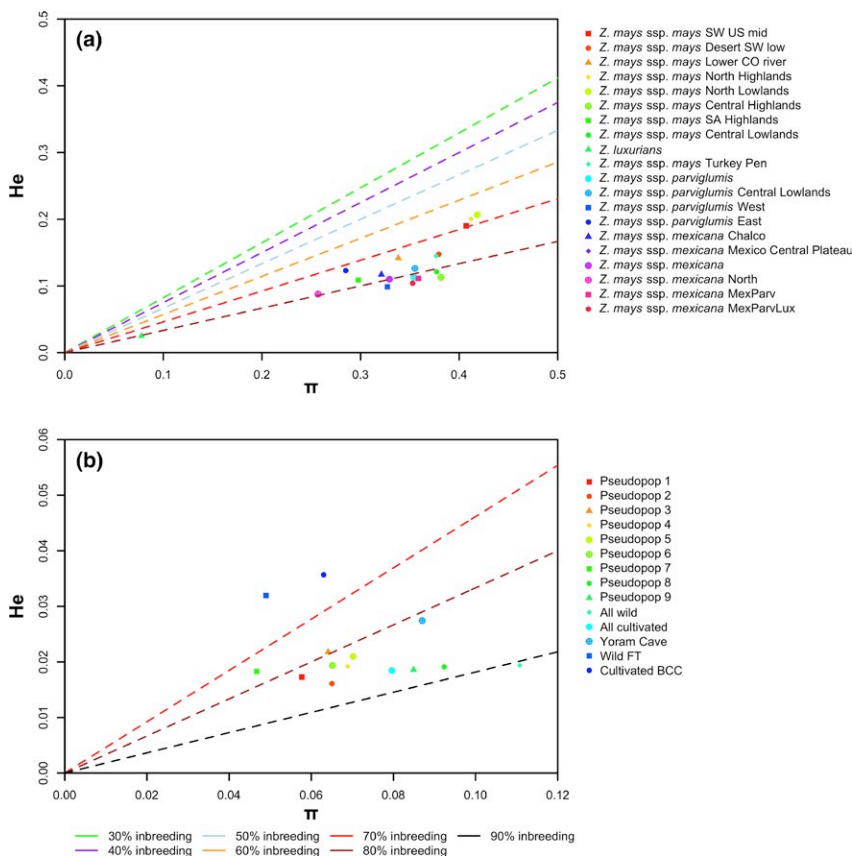 (a)
0.5
0.4
0.3
0.2
0.1
0.0
He
0.0 0.1 0.2 0.3 0.4 0.5
π
Z. mays ssp. mays SW US mid
Z. mays ssp. mays Desert SW low
Z. mays ssp. mays Lower CO river
Z. mays ssp. mays North Highlands
Z. mays ssp. mays North Lowlands
Z. mays ssp. mays Central Highlands
Z. mays ssp. mays SA Highlands
Z. mays ssp. mays Central Lowlands
Z. luxurians
Z. mays ssp. mays Turkey Pen
Z. mays ssp. parviglumis
Z. mays ssp. parviglumis Central Lowlands
Z. mays ssp. parviglumis West
Z. mays ssp. parviglumis East
Z. mays ssp. mexicana Chalco
Z. mays ssp. mexicana Mexico Central Plateau
Z. mays ssp. mexicana
Z. mays ssp. mexicana North
Z. mays ssp. mexicana MexParv
Z. mays ssp. mexicana MexParvLux
(b)
0.06
0.05
0.04
0.03
0.02
0.01
0.00
He
0.00 0.02 0.04 0.06 0.08 0.10 0.12
π
Pseudopop 1
Pseudopop 2
Pseudopop 3
Pseudopop 4
Pseudopop 5
Pseudopop 6
Pseudopop 7
Pseudopop 8
Pseudopop 9
All wild
All cultivated
Yoram Cave
Wild FT
Cultivated BCC
30% inbreeding 50% inbreeding 70% inbreeding 90% inbreeding
40% inbreeding 60% inbreeding 80% inbreeding